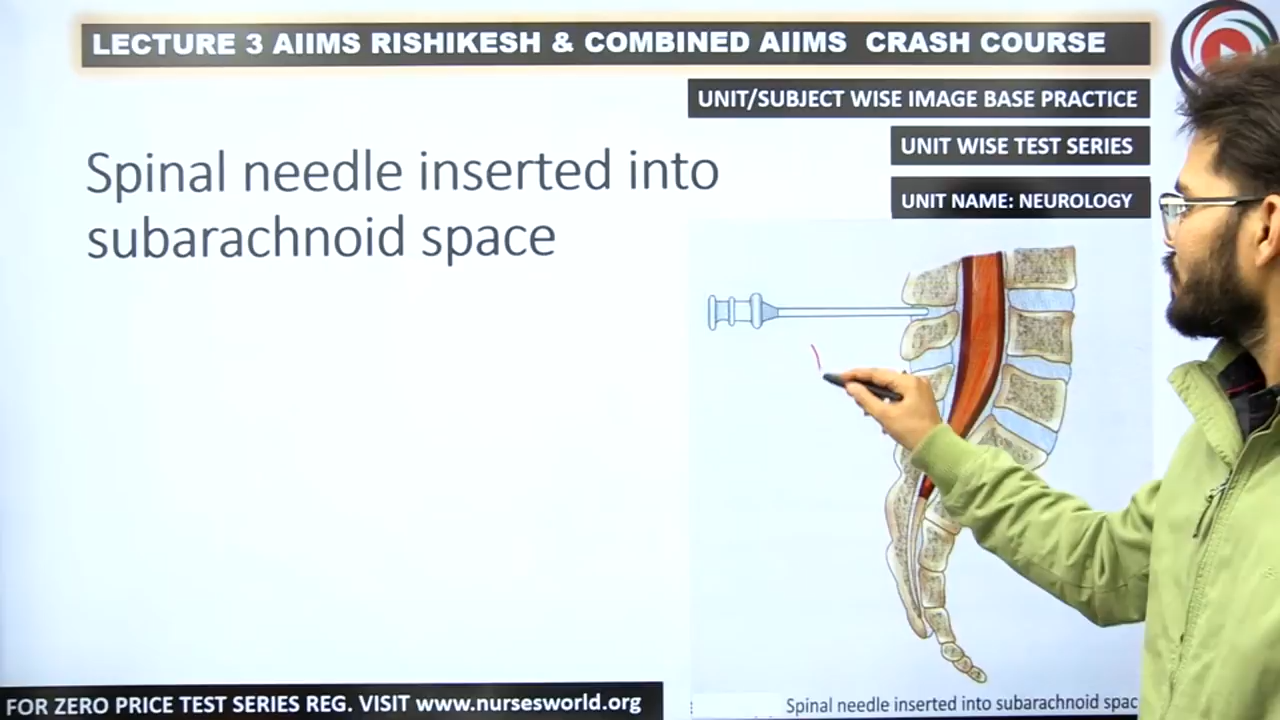 LECTURE 3 AIIMS RISHIKESH & COMBINED AIIMS CRASH COURSE
UNIT/SUBJECT WISE IMAGE BASE PRACTICE
UNIT WISE TEST SERIES
UNIT NAME: NEUROLOGY
Spinal needle inserted into
subarachnoid space
Spinal needle inserted into subarachnoid spac
FOR ZERO PRICE TEST SERIES REG. VISIT www.nursesworld.org